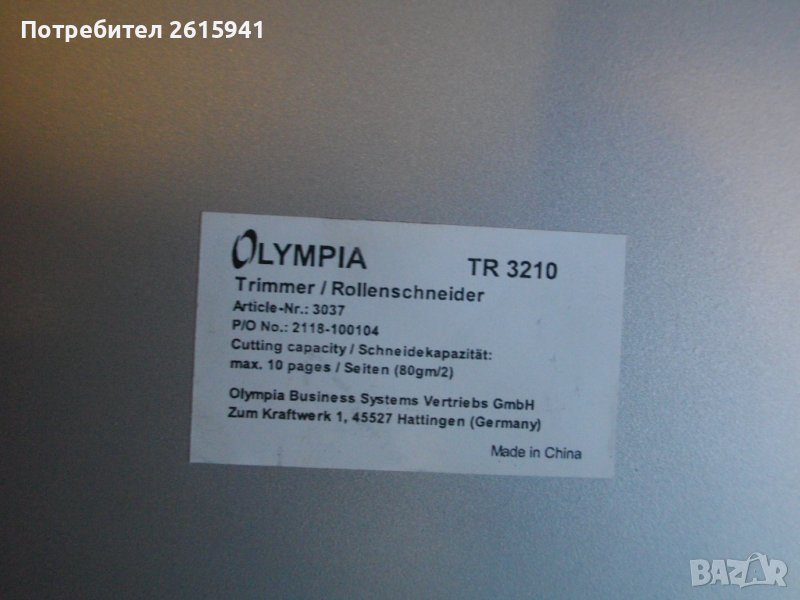 Потребител 2615941
OLYMPIA TR 3210
Trimmer / Rollenschneider
Article-Nr.: 3037
P/O No.: 2118-100104
Cutting capacity / Schneidekapazität:
max. 10 pages / Seiten (80gm/2)
Olympia Business Systems Vertriebs GmbH
Zum Kraftwerk 1, 45527 Hattingen (Germany)
Made in China
BAZAR